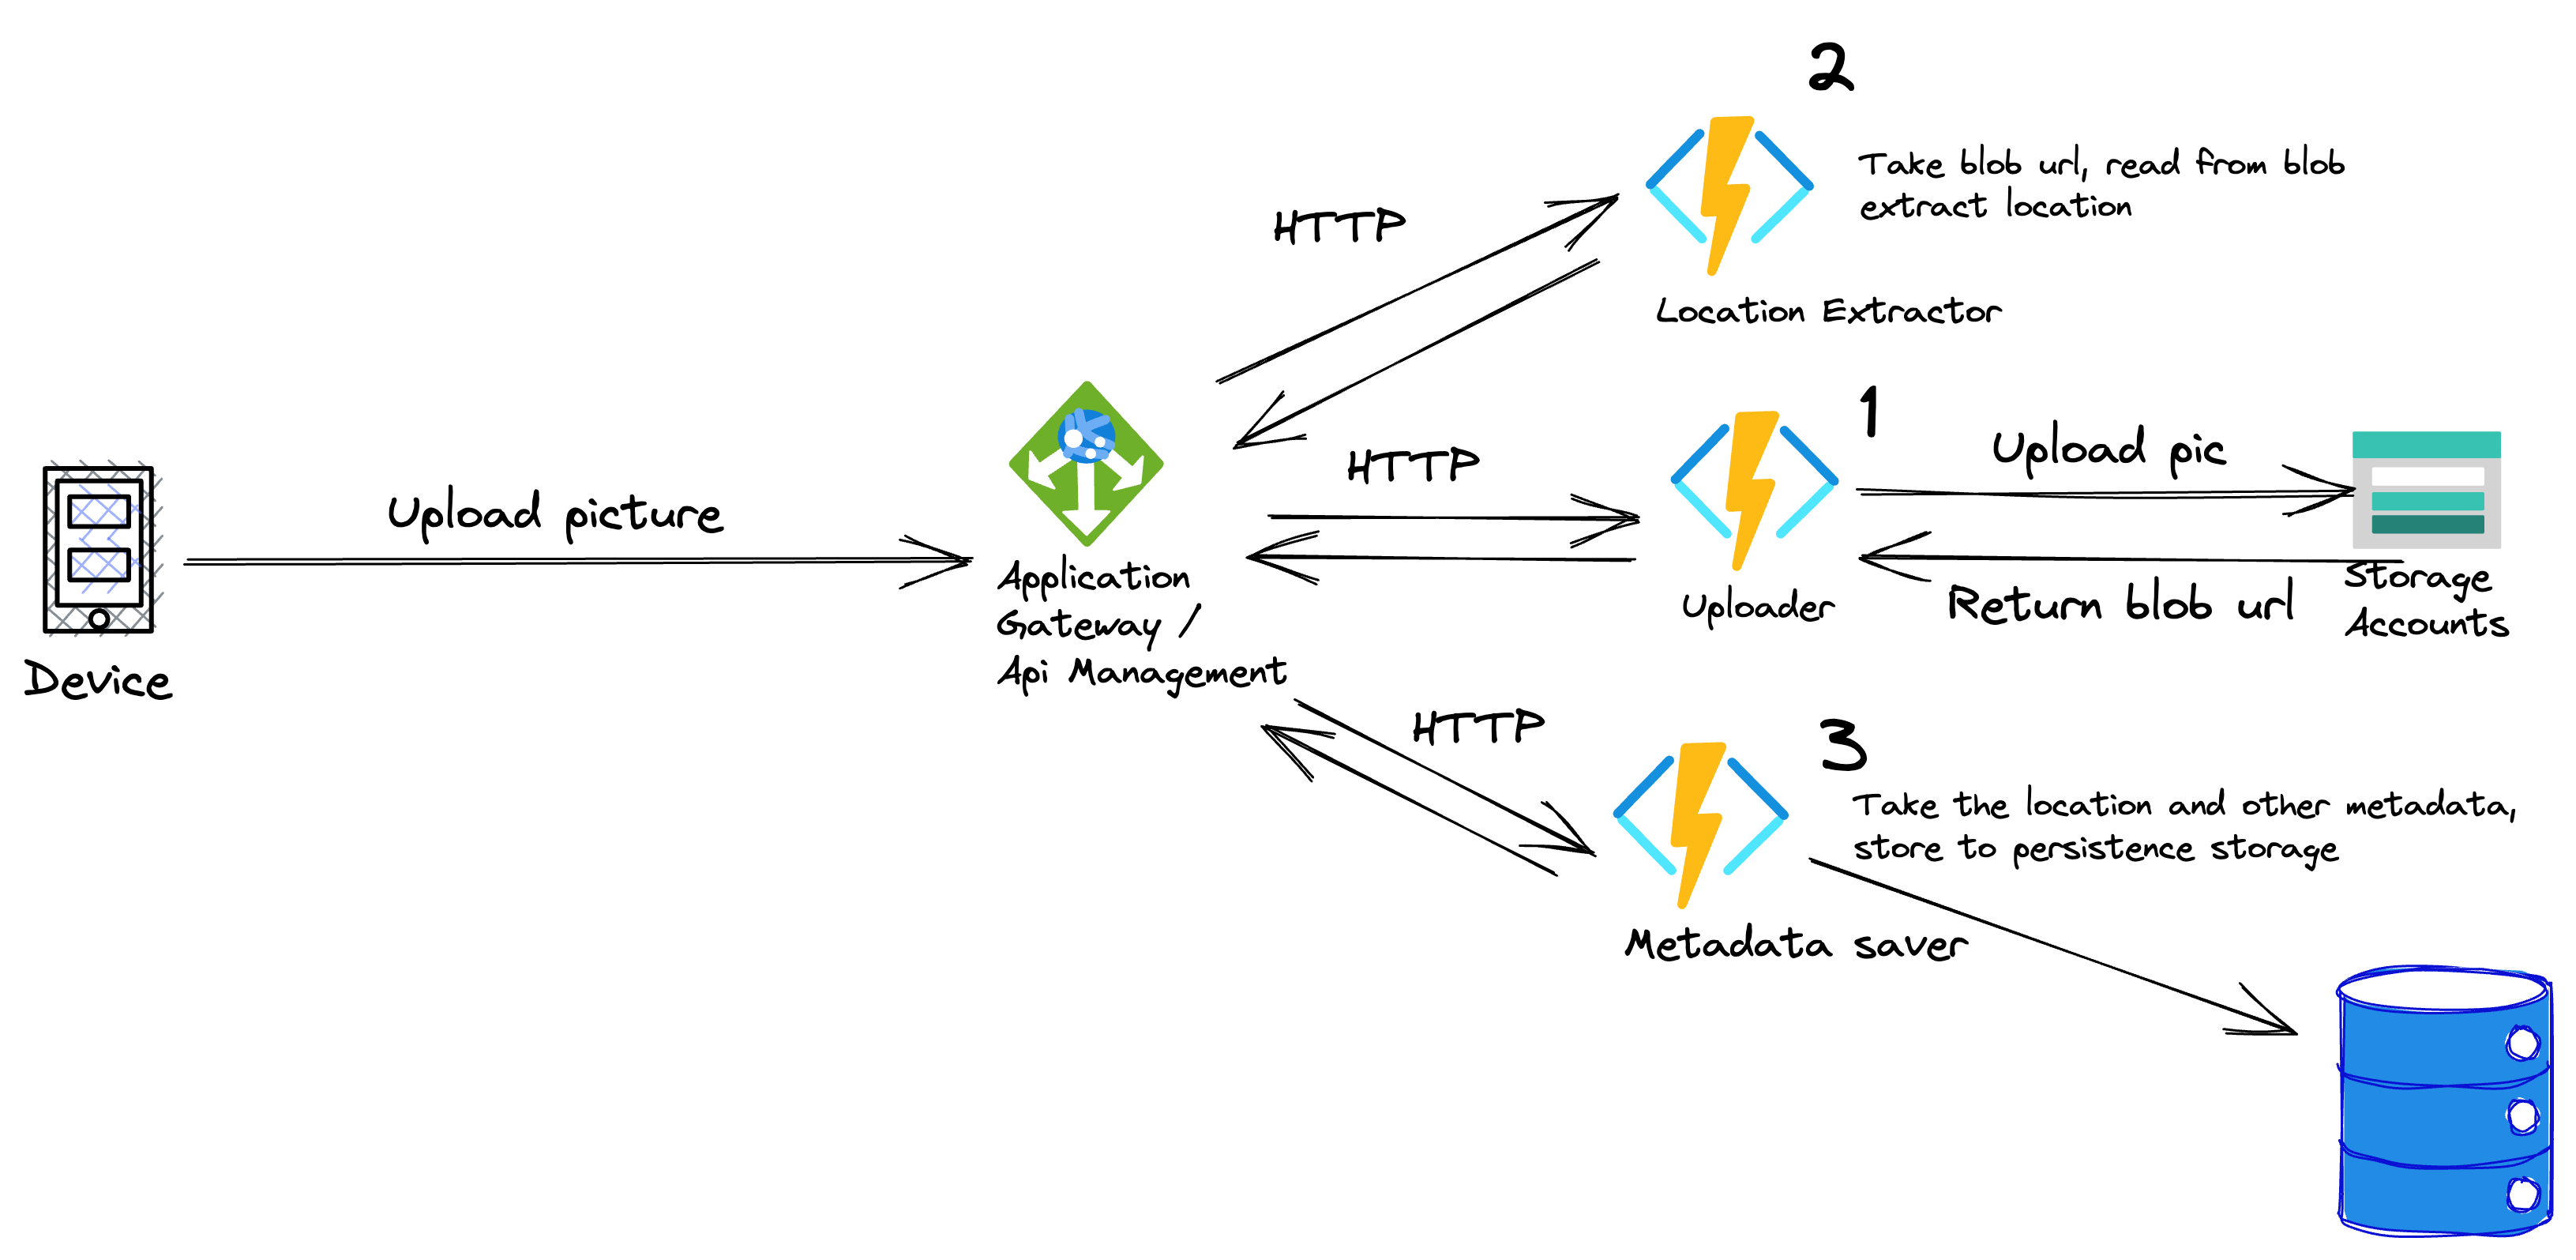 2
Take blob url, read from blob
extract location
HTTP
Location Extractor
1
Upload pic
HTTP
Upload picture
Application
Gateway /
Api Management
Uploader
Return blob url
Storage
Accounts
Device
HTTP
3
Take the location and other metadata,
store to persistence storage
Metadata saver